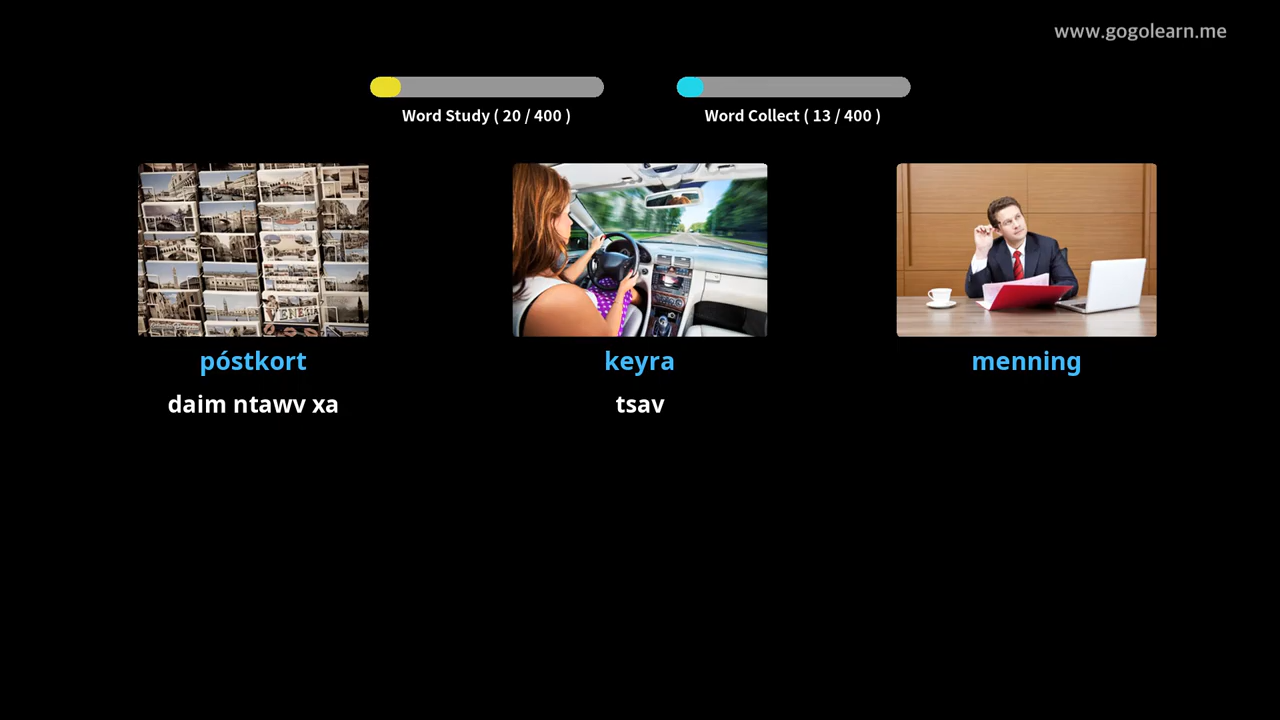 www.gogolearn.me
Word Study ( 20 / 400 )
Word Collect ( 13 / 400 )
póstkort
keyra
menning
daim ntawv xa
tsav